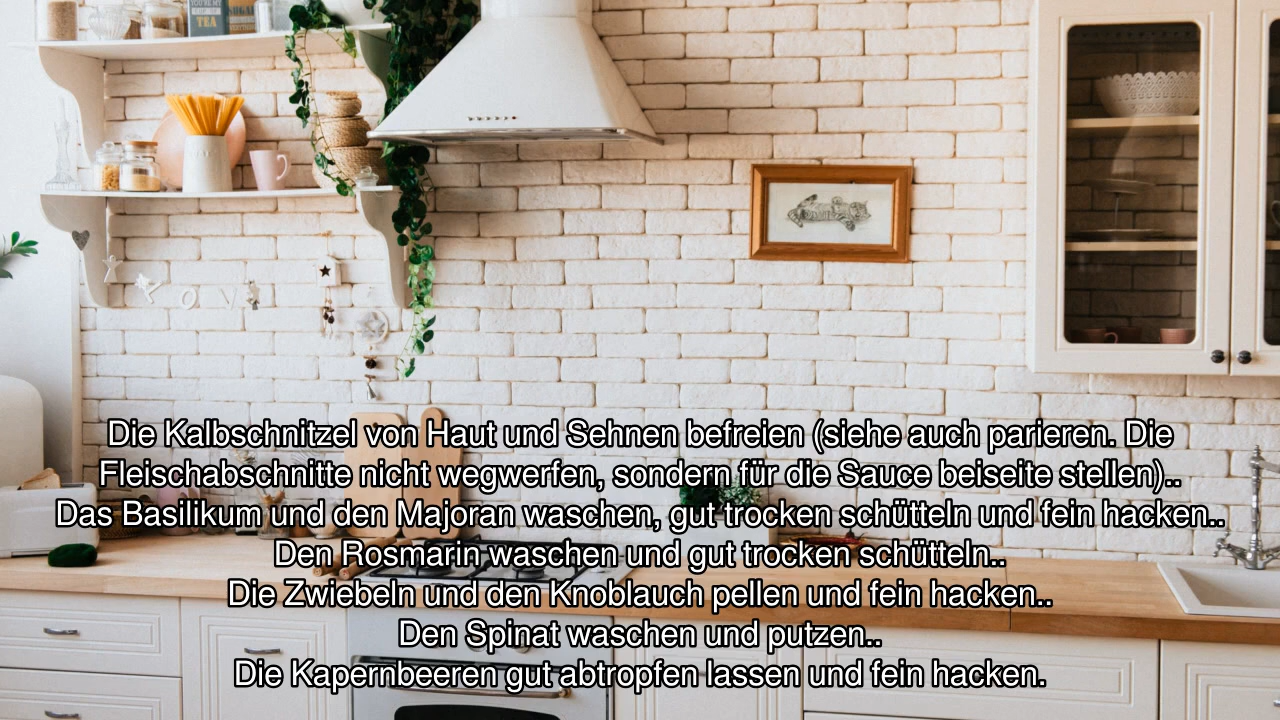 MY
TEA
SUGAR
Die Kalbschnitzel von Haut und Sehnen befreien (siehe auch parieren. Die
Fleischabschnitte nicht wegwerfen, sondern für die Sauce beiseite stellen)..
Das Basilikum und den Majoran waschen, gut trocken schütteln und fein hacken..
Den Rosmarin waschen und gut trocken schütteln..
Die Zwiebeln und den Knoblauch pellen und fein hacken..
Den Spinat waschen und putzen..
Die Kapernbeeren gut abtropfen lassen und fein hacken.